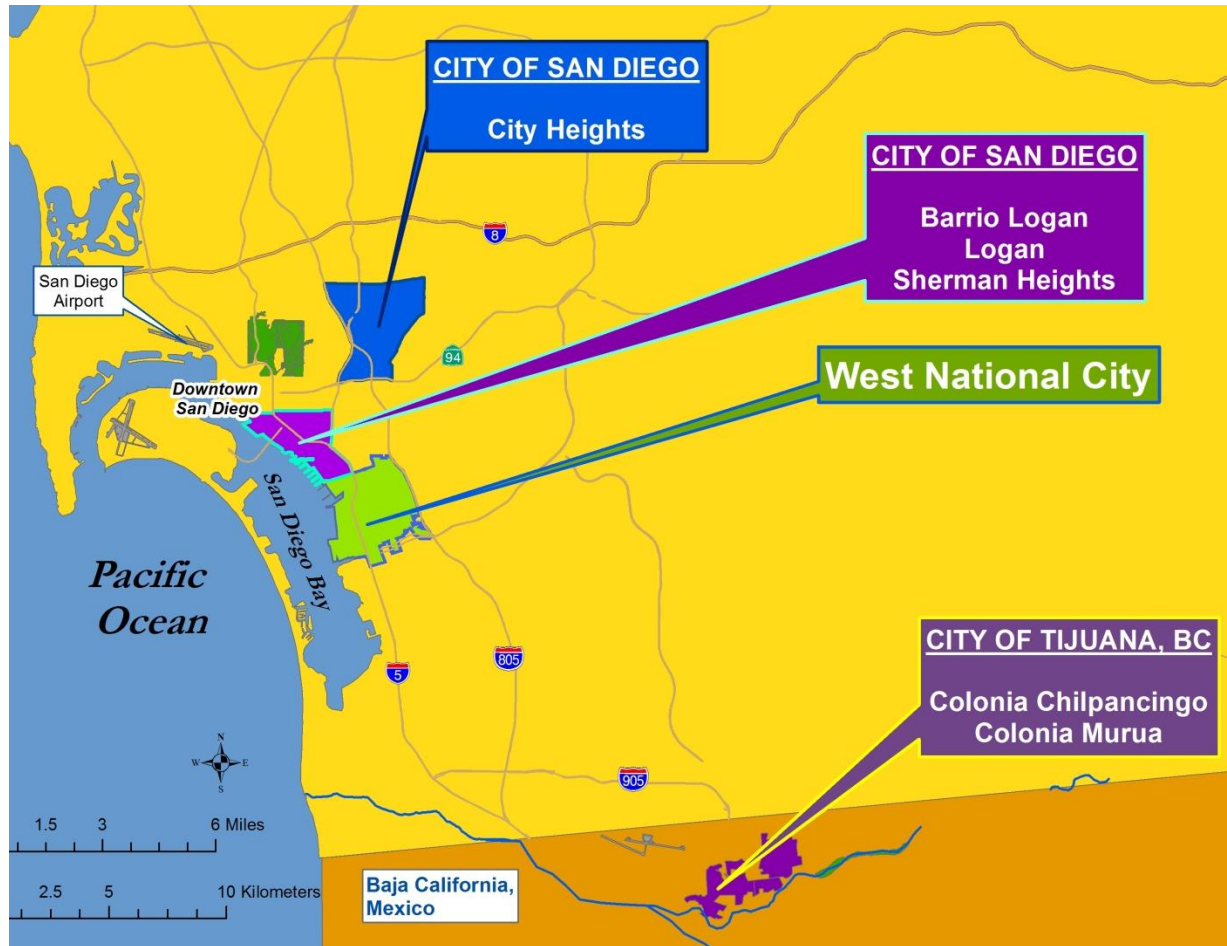 CITY OF SAN DIEGO
City Heights
CITY OF SAN DIEGO
Barrio Logan
Logan
Sherman Heights
8
San Diego
Airport
94
West National City
Downtown
San Diego
San Diego Bay
Pacific
Ocean
CITY OF TIJUANA, BC
Colonia Chilpancingo
Colonia Murua
805
5
N
W
E
S
905
1.5 3 6 Miles
2.5 5 10 Kilometers
Baja California,
Mexico